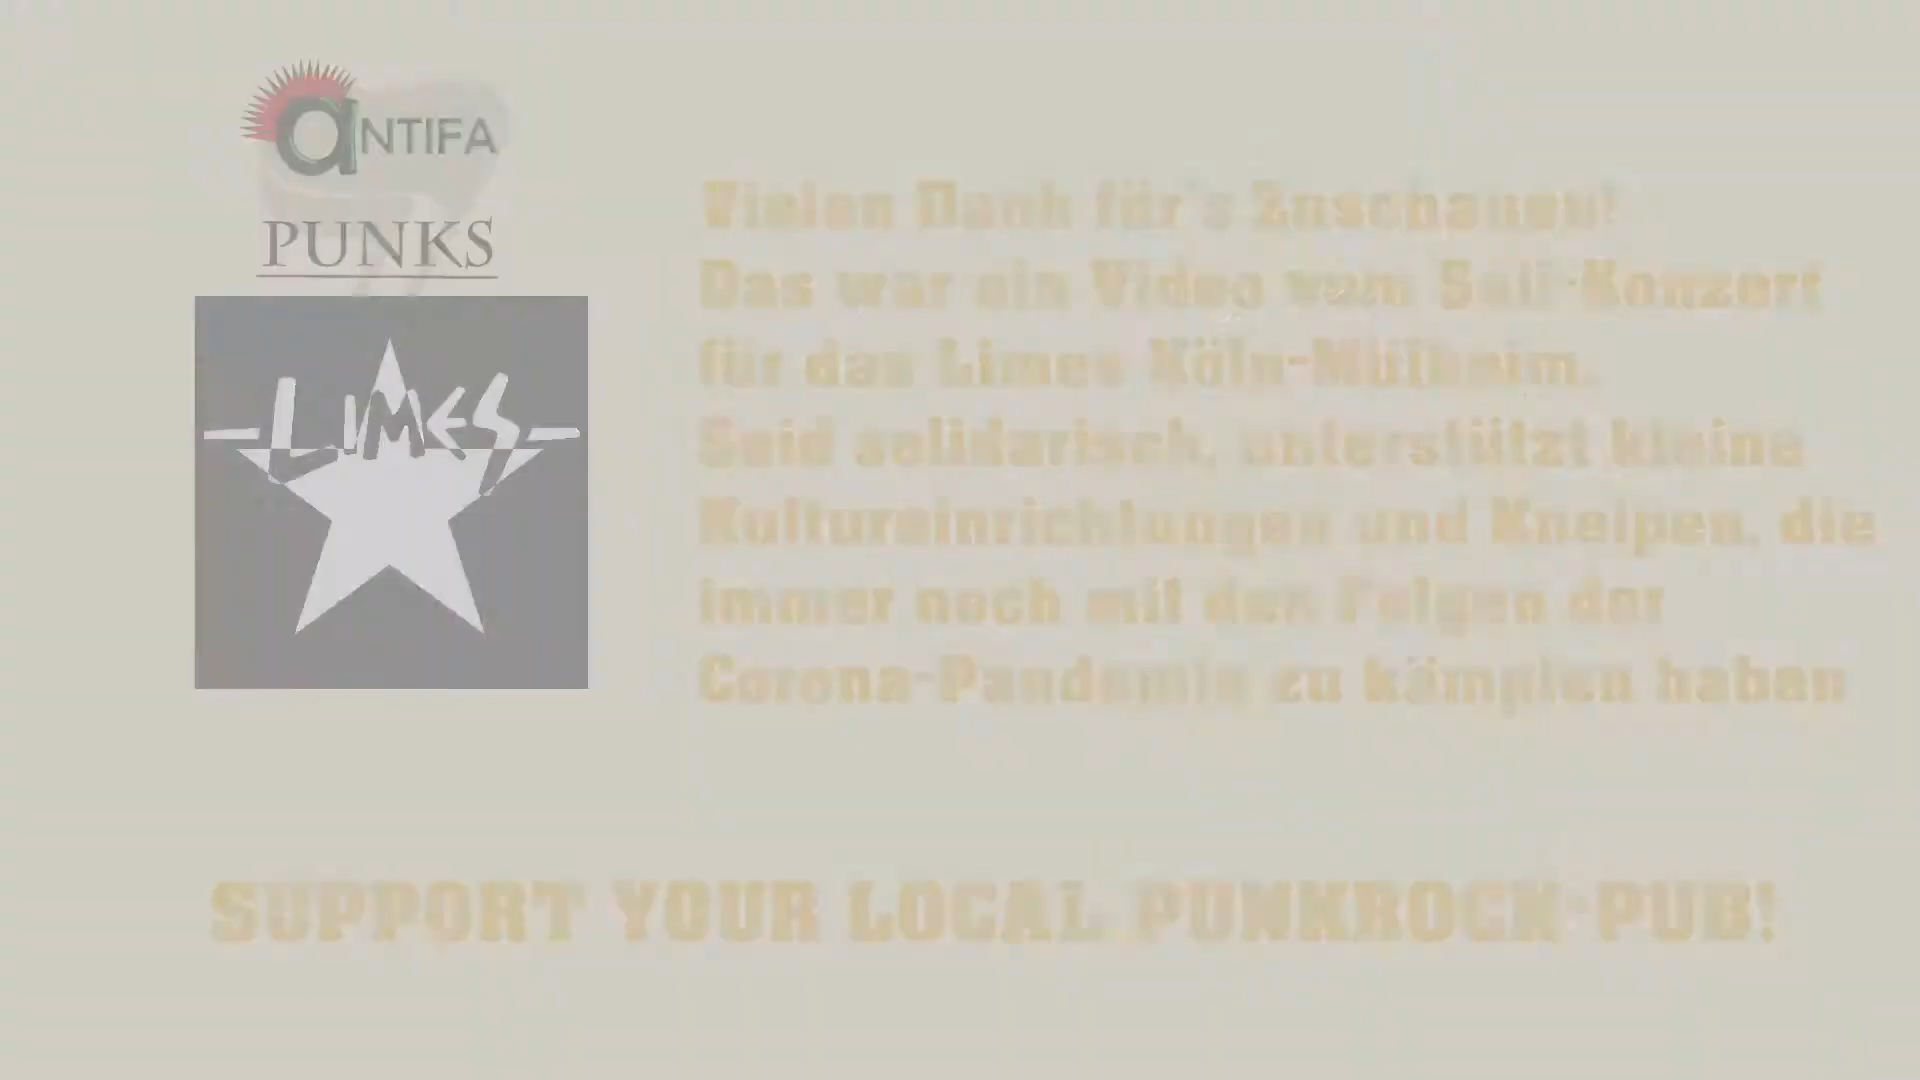 aNTIFA
PUNKS
LIMES
Vielen Dank für's Zuschauen!
Das war ein Video vom Soli-Konzert
für das Limes Köln-Mülheim.
Seid solidarisch, unterstützt kleine
Kultureinrichtungen und Kneipen, die
immer noch mit den Folgen der
Corona-Pandemie zu kämpfen haben
SUPPORT YOUR LOCAL PUNKROCK-PUB!